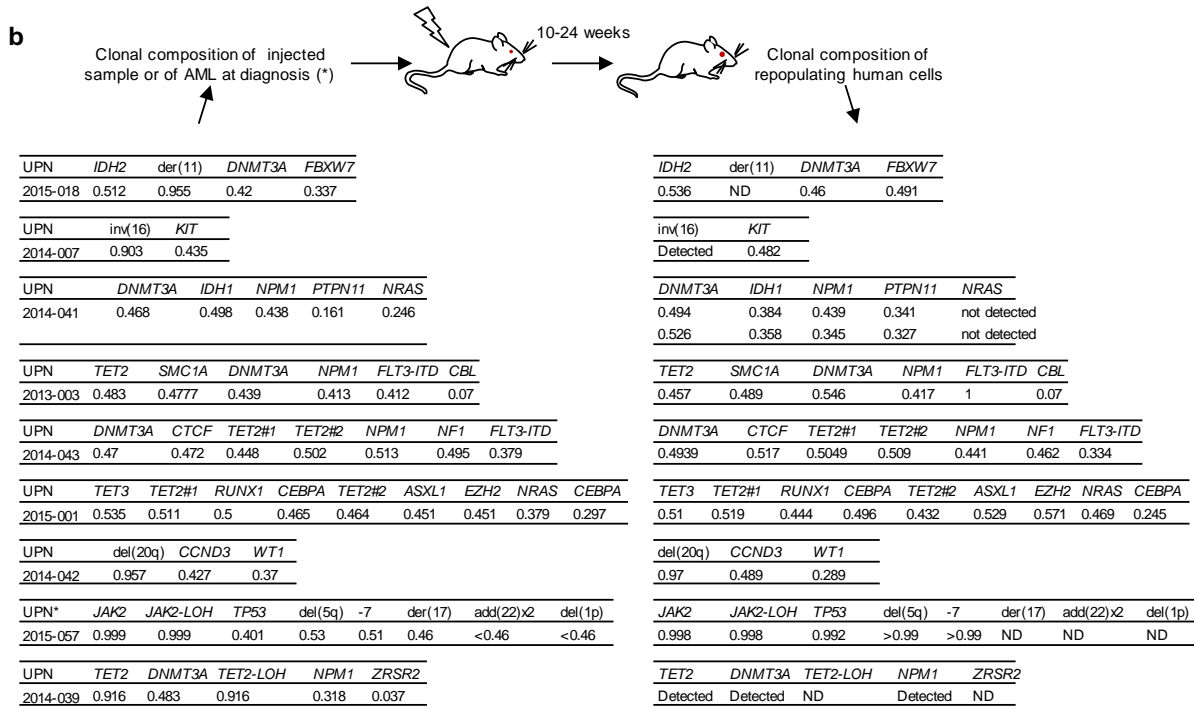 b
Clonal composition of injected
sample or of AML at diagnosis (*)
10-24 weeks
Clonal composition of
repopulating human cells
UPN IDH2 der(11) DNMT3A FBXW7
2015-018 0.512 0.955 0.42 0.337
IDH2 der(11) DNMT3A FBXW7
0.536 ND 0.46 0.491
UPN inv(16) KIT
2014-007 0.903 0.435
inv(16) KIT
Detected 0.482
UPN DNMT3A IDH1 NPM1 PTPN11 NRAS
2014-041 0.468 0.498 0.438 0.161 0.246
DNMT3A IDH1 NPM1 PTPN11 NRAS
0.494 0.384 0.439 0.341 not detected
0.526 0.358 0.345 0.327 not detected
UPN TET2 SMC1A DNMT3A NPM1 FLT3-ITD CBL
2013-003 0.483 0.4777 0.439 0.413 0.412 0.07
TET2 SMC1A DNMT3A NPM1 FLT3-ITD CBL
0.457 0.489 0.546 0.417 1 0.07
UPN DNMT3A CTCF TET2#1 TET2#2 NPM1 NF1 FLT3-ITD
2014-043 0.47 0.472 0.448 0.502 0.513 0.495 0.379
DNMT3A CTCF TET2#1 TET2#2 NPM1 NF1 FLT3-ITD
0.4939 0.517 0.5049 0.509 0.441 0.462 0.334
UPN TET3 TET2#1 RUNX1 CEBPA TET2#2 ASXL1 EZH2 NRAS CEBPA
2015-001 0.535 0.511 0.5 0.465 0.464 0.451 0.451 0.379 0.297
TET3 TET2#1 RUNX1 CEBPA TET2#2 ASXL1 EZH2 NRAS CEBPA
0.51 0.519 0.444 0.496 0.432 0.529 0.571 0.469 0.245
UPN del(20q) CCND3 WT1
2014-042 0.957 0.427 0.37
del(20q) CCND3 WT1
0.97 0.489 0.289
UPN* JAK2 JAK2-LOH TP53 del(5q) -7 der(17) add(22)x2 del(1p)
2015-057 0.999 0.999 0.401 0.53 0.51 0.46 <0.46 <0.46
JAK2 JAK2-LOH TP53 del(5q) -7 der(17) add(22)x2 del(1p)
0.998 0.998 0.992 >0.99 >0.99 ND ND ND
UPN TET2 DNMT3A TET2-LOH NPM1 ZRSR2
2014-039 0.916 0.483 0.916 0.318 0.037
TET2 DNMT3A TET2-LOH NPM1 ZRSR2
Detected Detected ND Detected ND